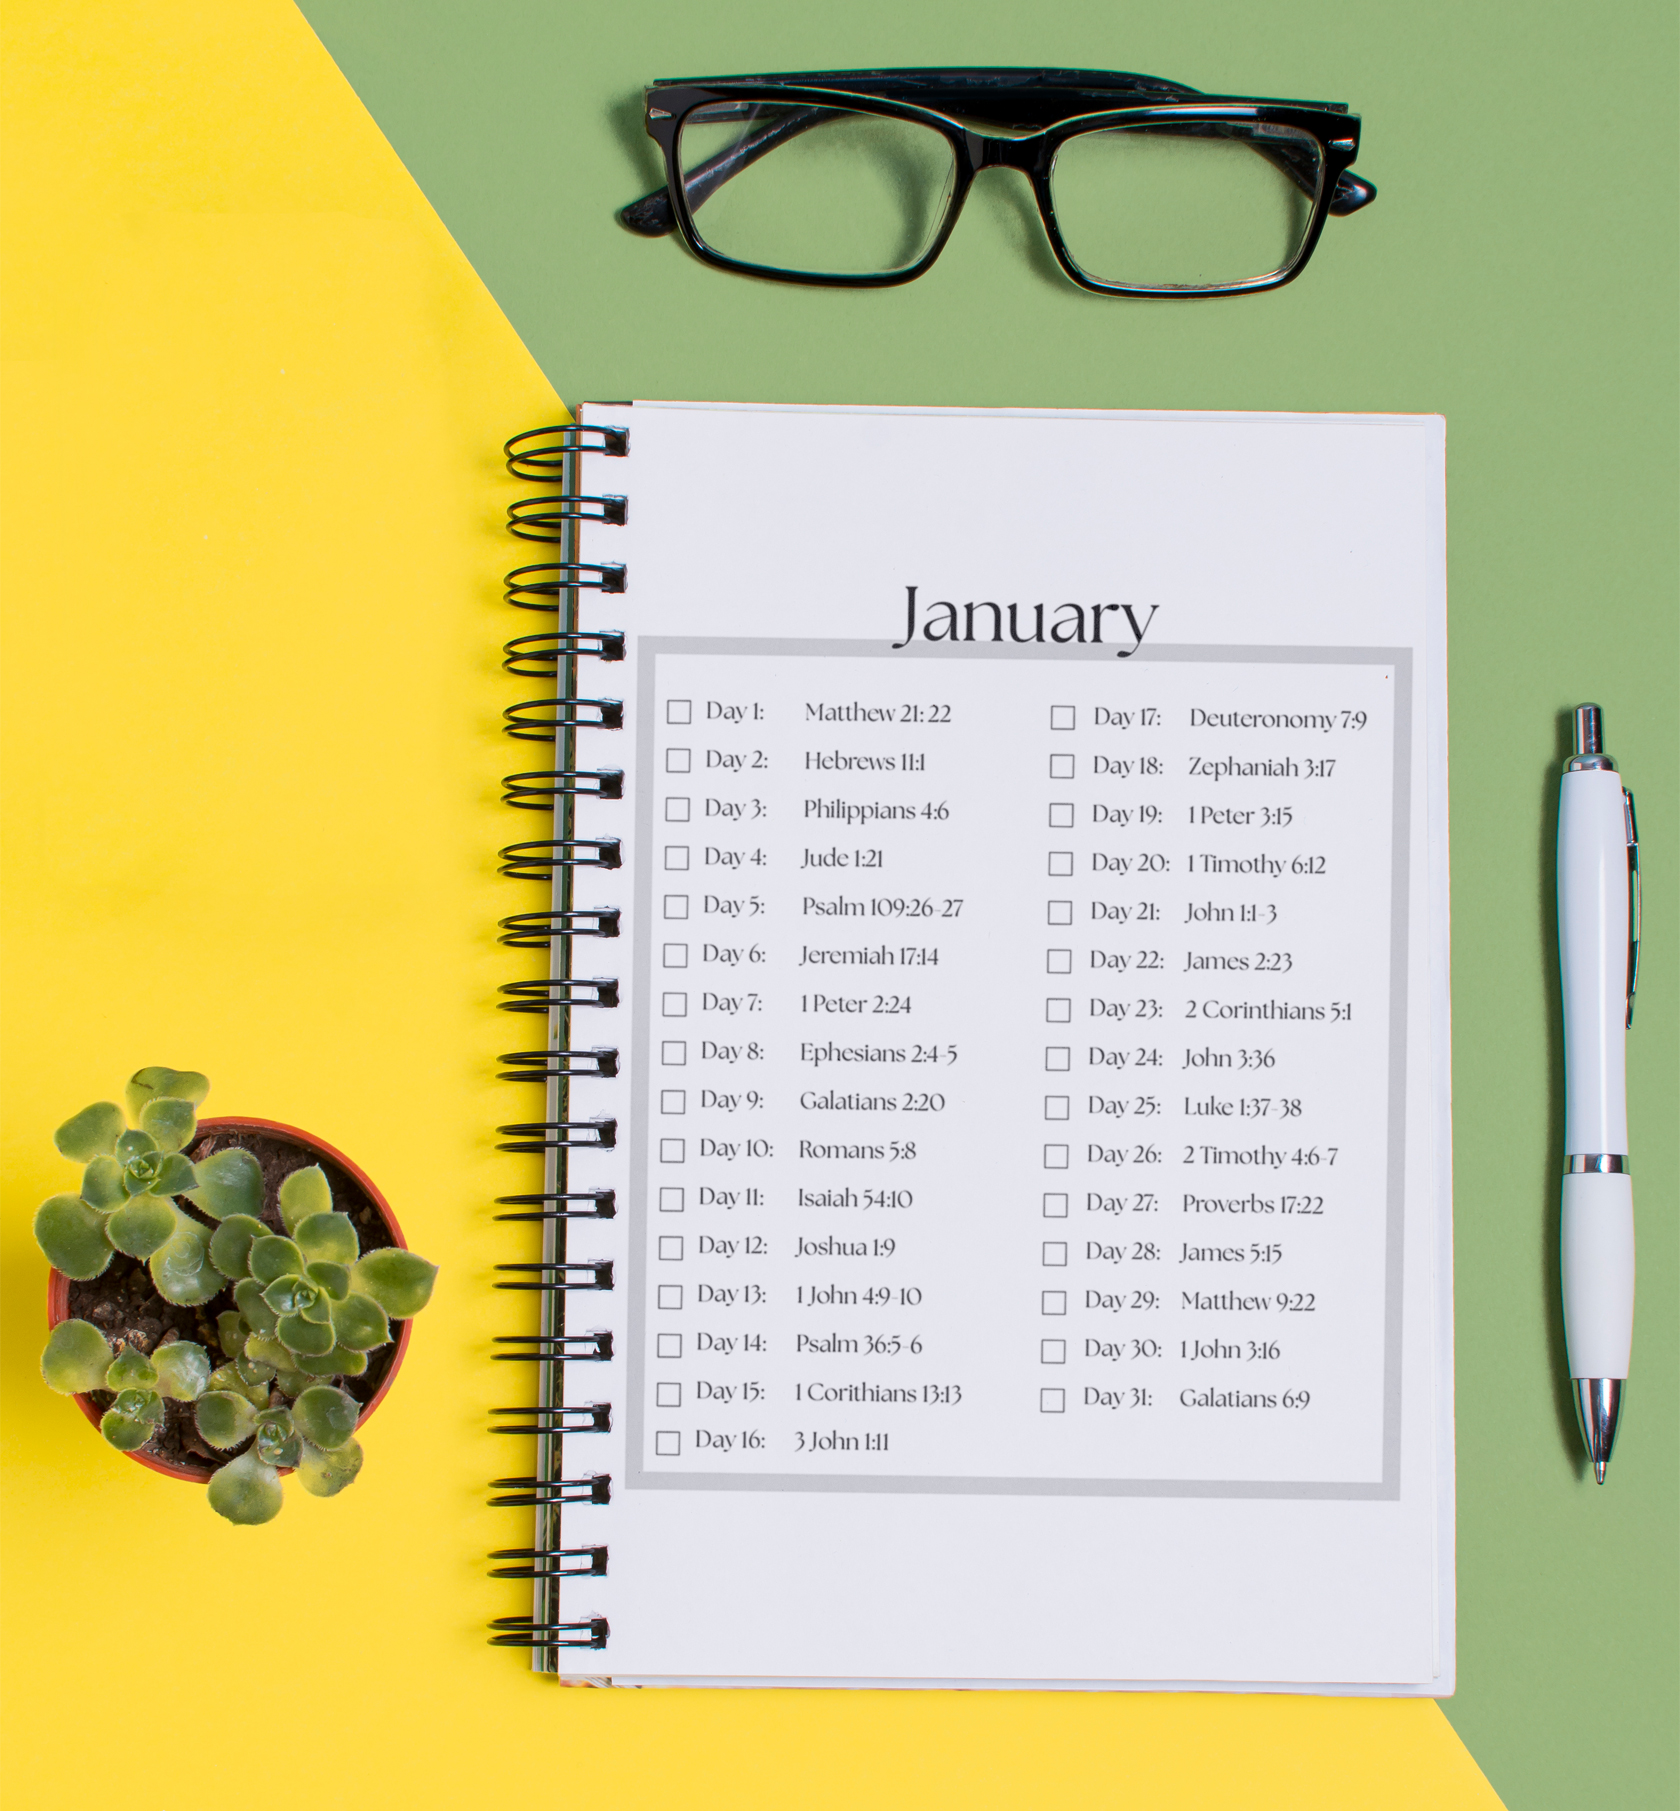 January
Day 1: Matthew 21: 22
Day 2: Hebrews 11:1
Day 3: Philippians 4:6
Day 4: Jude 1:21
Day 5: Psalm 109:26-27
Day 6: Jeremiah 17:14
Day 7: 1 Peter 2:24
Day 8: Ephesians 2:4-5
Day 9: Galatians 2:20
Day 10: Romans 5:8
Day 11: Isaiah 54:10
Day 12: Joshua 1:9
Day 13: 1 John 4:9-10
Day 14: Psalm 36:5-6
Day 15: 1 Corithians 13:13
Day 16: 3 John 1:11
Day 17: Deuteronomy 7:9
Day 18: Zephaniah 3:17
Day 19: 1 Peter 3:15
Day 20: 1 Timothy 6:12
Day 21: John 1:1-3
Day 22: James 2:23
Day 23: 2 Corinthians 5:1
Day 24: John 3:36
Day 25: Luke 1:37-38
Day 26: 2 Timothy 4:6-7
Day 27: Proverbs 17:22
Day 28: James 5:15
Day 29: Matthew 9:22
Day 30: 1 John 3:16
Day 31: Galatians 6:9